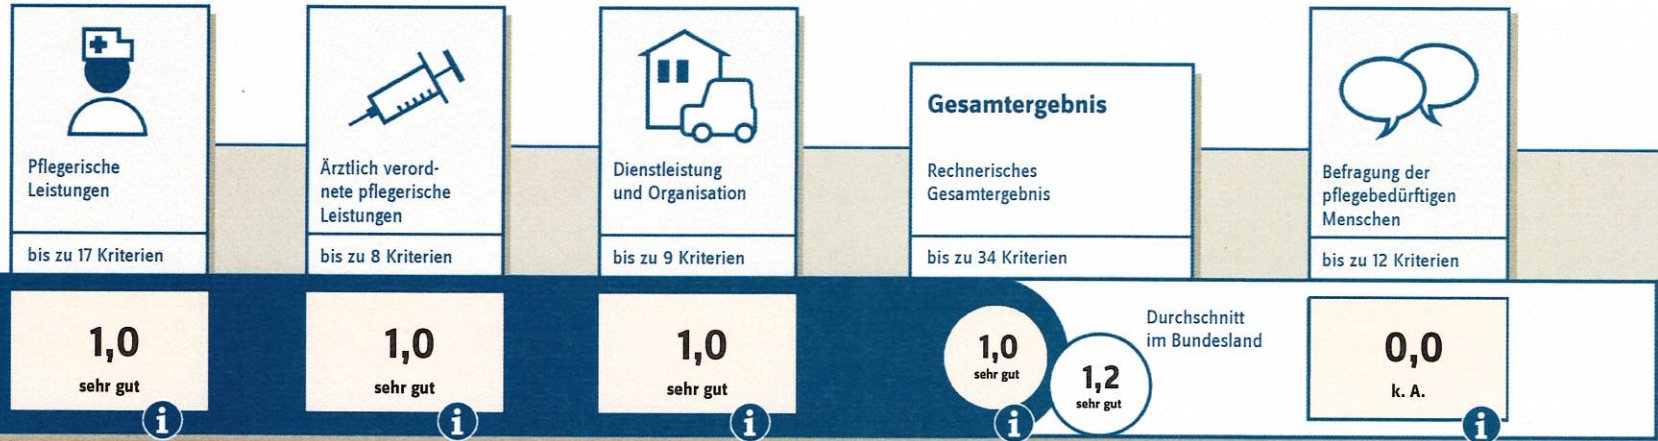 Pflegerische
Leistungen
bis zu 17 Kriterien
1,0
sehr gut
i
Ärztlich verord-
nete pflegerische
Leistungen
bis zu 8 Kriterien
1,0
sehr gut
i
Dienstleistung
und Organisation
bis zu 9 Kriterien
1,0
sehr gut
i
Gesamtergebnis
Rechnerisches
Gesamtergebnis
bis zu 34 Kriterien
1,0
sehr gut
i
1,2
sehr gut
Durchschnitt
im Bundesland
Befragung der
pflegebedürftigen
Menschen
bis zu 12 Kriterien
0,0
k. A.
i